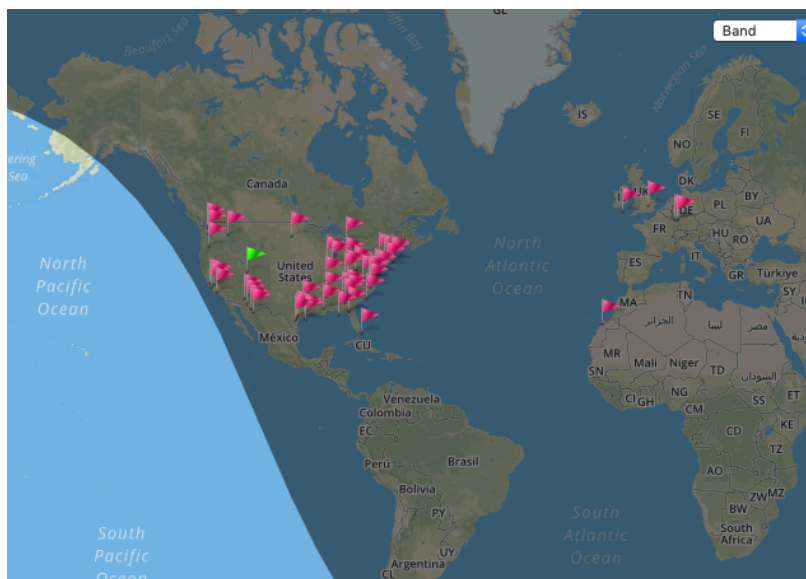 GL
Band
Beaufort Sea
Baffin Bay
Norwegian Sea
IS
SE
FI
NO
ering
Sea
Canada
DK
UK
BY
PL
DE
UA
FR
HU
RO
IT
North
Atlantic
Ocean
ES
GR
Türkiye
United
States
North
Pacific
Ocean
TN
SY
MA
الجزائر
ليبيا
مصر
México
CU
MR
Mali
Niger
TD
السودان
SN
Venezuela
CI
GH
NG
SS
ET
Colombia
CM
EC
CD
KE
Perú
Brasil
TZ
Bolivia
AO
ZW
MZ
PY
BW
South
Pacific
Ocean
South
Atlantic
Ocean
South
Africa
UY
Argentina
CL